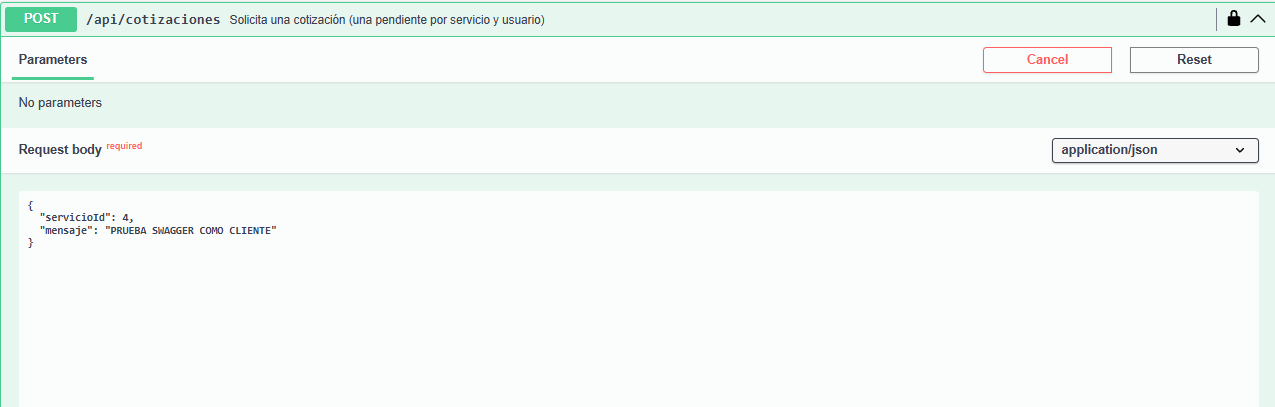 POST /api/cotizaciones Solicita una cotización (una pendiente por servicio y usuario)
Parameters Cancel Reset
No parameters
Request body required application/json
{
"servicioId": 4,
"mensaje": "PRUEBA SWAGGER COMO CLIENTE"
}